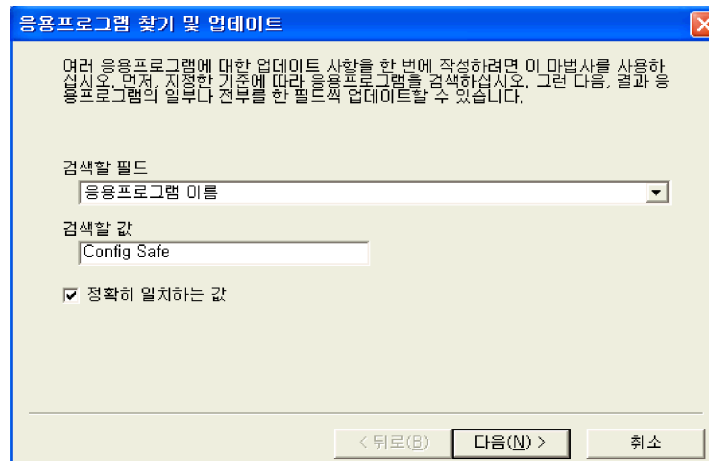 응용프로그램 찾기 및 업데이트
여러 응용프로그램에 대한 업데이트 사항을 한 번에 작성하려면 이 마법사를 사용하
십시오. 먼저, 지정한 기준에 따라 응용프로그램을 검색하십시오. 그런 다음, 결과 응
용프로그램의 일부나 전부를 한 필드씩 업데이트할 수 있습니다.
검색할 필드
응용프로그램 이름
검색할 값
Config Safe
정확히 일치하는 값
< 뒤로(B) 다음(N) > 취소